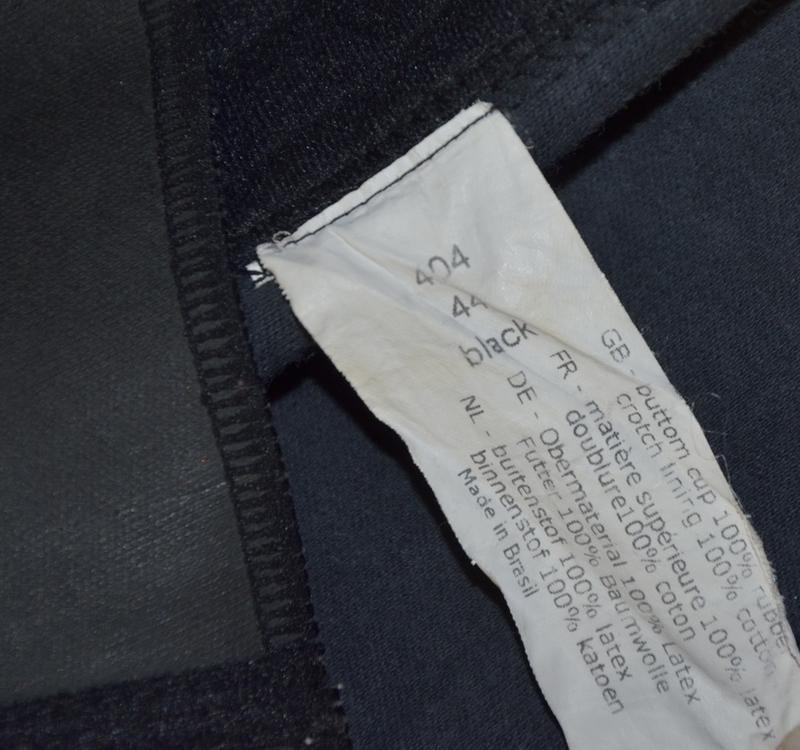 404
44
black
GB - buttom cup 100% rubber
crotch lining 100% cotton
FR - matière supérieure 100% latex
doublure100% coton
DE - Obermaterial 100% Latex
Futter 100% Baumwolle
NL - buitenstof 100% latex
binnenstof 100% katoen
Made in Brasil